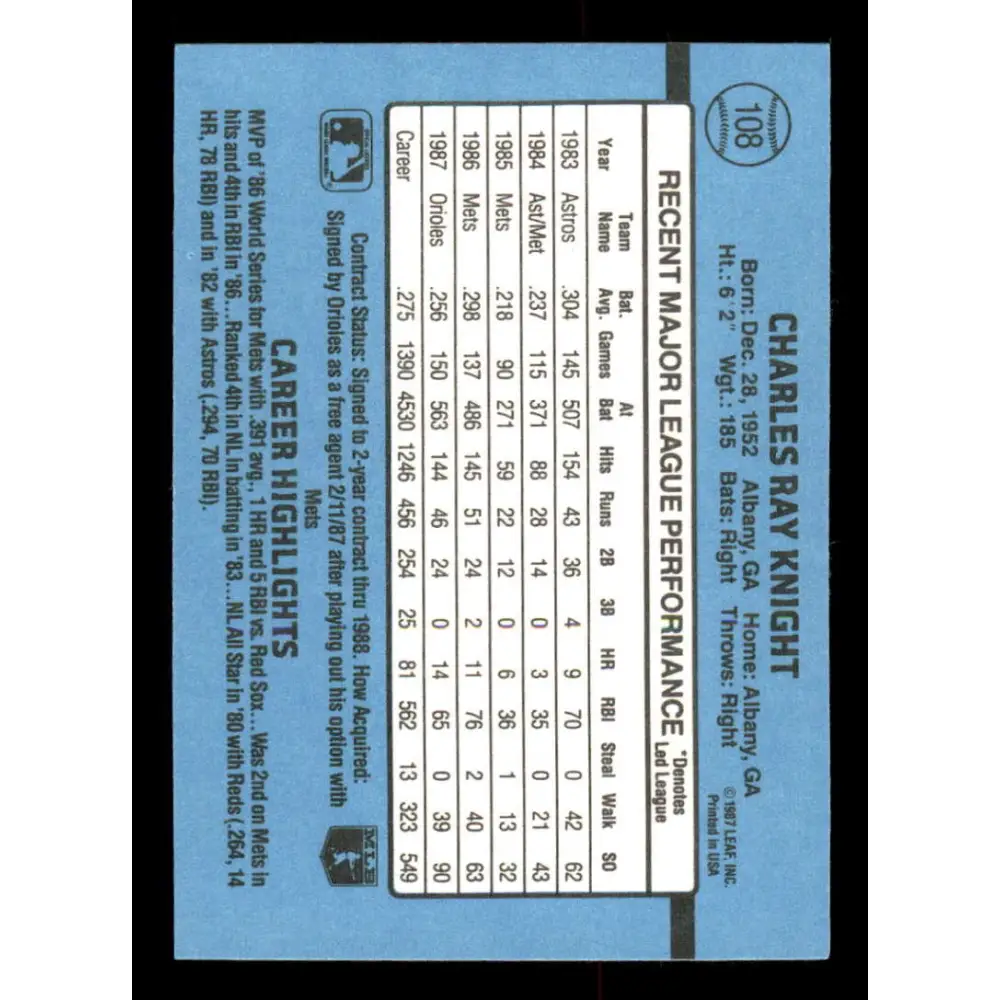 108
CHARLES RAY KNIGHT
Born: Dec. 28, 1952 Albany, GA Home: Albany, GA
Ht.: 6'2" Wgt.: 185 Bats: Right Throws: Right
© 1987 LEAF, INC.
Printed in USA
RECENT MAJOR LEAGUE PERFORMANCE *Denotes Led League
Year Team Name Bat. Avg. Games At Bat Hits Runs 2B 3B HR RBI Steal Walk SO
1983 Astros .304 145 507 154 43 36 4 9 70 0 42 62
1984 Ast/Met .237 115 371 88 28 14 0 3 35 0 21 43
1985 Mets .218 90 271 59 22 12 0 6 36 1 13 32
1986 Mets .298 137 486 145 51 24 2 11 76 2 40 63
1987 Orioles .256 150 563 144 46 24 0 14 65 0 39 90
Career .275 1390 4530 1246 456 254 25 81 562 13 323 549
Contract Status: Signed to 2-year contract thru 1988. How Acquired:
Signed by Orioles as a free agent 2/11/87 after playing out his option with
Mets
MLB
CAREER HIGHLIGHTS
MVP of '86 World Series for Mets with .391 avg., 1 HR and 5 RBI vs. Red Sox...Was 2nd on Mets in
hits and 4th in RBI in '86...Ranked 4th in NL in batting in '83...NL All Star in '80 with Reds (.264, 14
HR, 78 RBI) and in '82 with Astros (.294, 70 RBI).